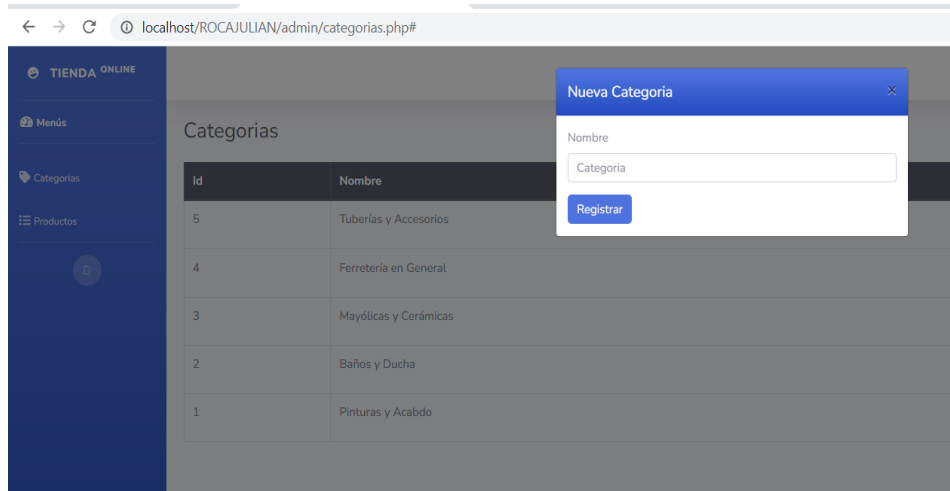 localhost/ROCAJULIAN/admin/categorias.php#
TIENDA ONLINE
Menús
Categorias
Productos
Categorias
Id Nombre
5 Tuberías y Accesorios
4 Ferretería en General
3 Mayólicas y Cerámicas
2 Baños y Ducha
1 Pinturas y Acabdo
Nueva Categoria ×
Nombre
Categoria
Registrar